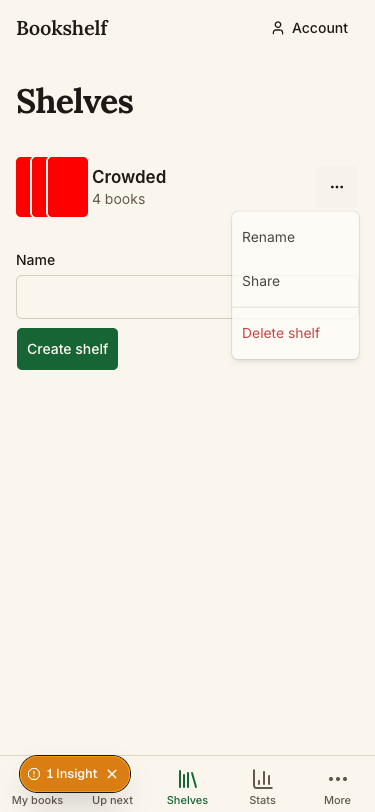 Bookshelf
Account
Shelves
Crowded
4 books
Rename
Name
Share
Delete shelf
Create shelf
1 Insight
My books
Up next
Shelves
Stats
More